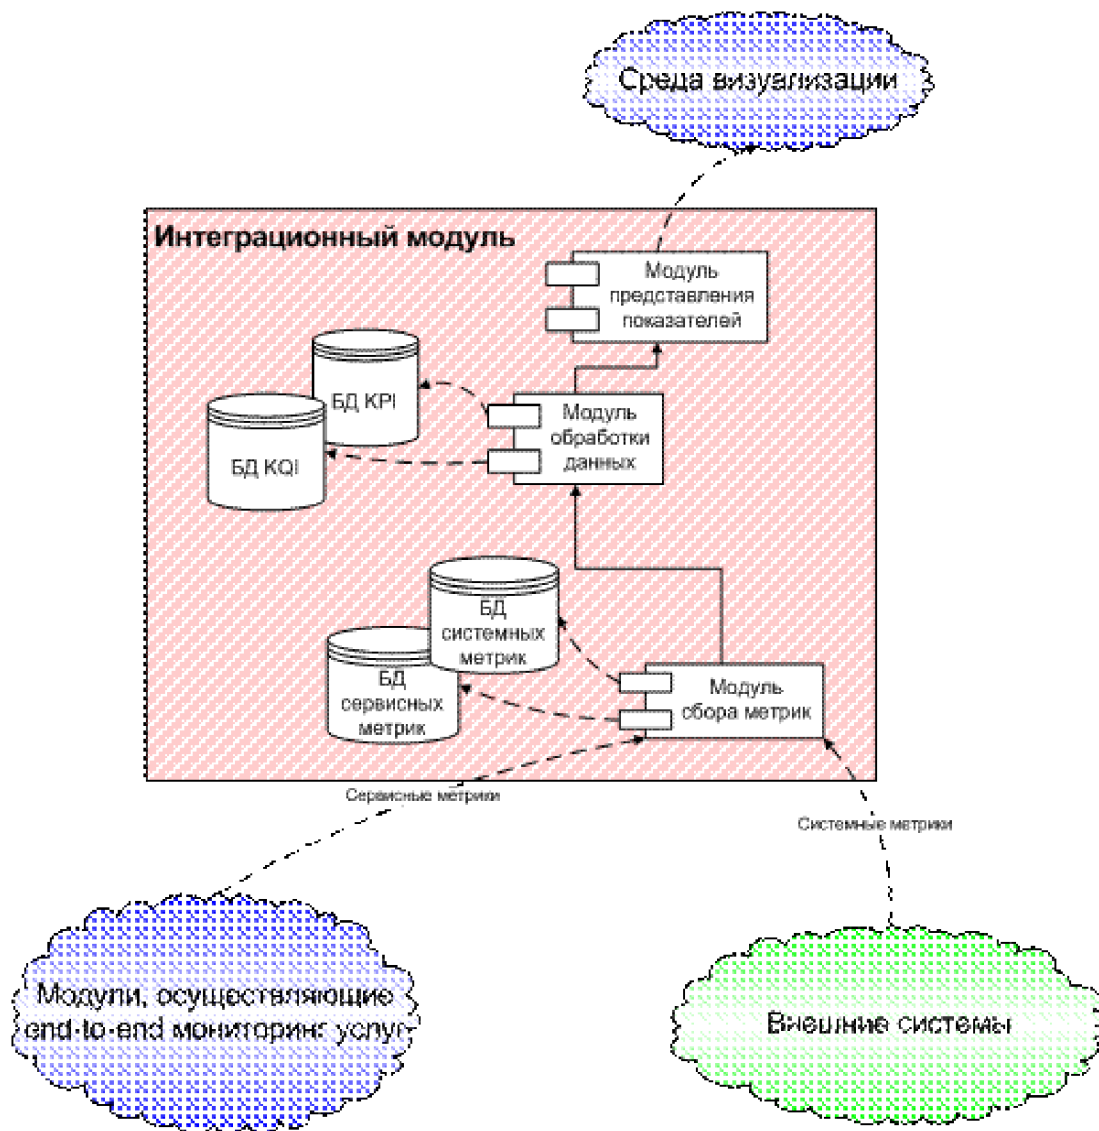 Среда визуализации
Интеграционный модуль
Модуль
представления
показателей
БД KPI
БД KQI
Модуль
обработки
данных
БД
системных
метрик
БД
сервисных
метрик
Модуль
сбора метрик
Сервисные метрики
Системные метрики
Модули, осуществляющие
end-to-end мониторинг услуг
Внешние системы